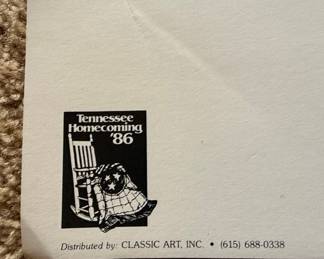 Tennessee
Homecoming
'86
Distributed by: CLASSIC ART, INC. • (615) 688-0338